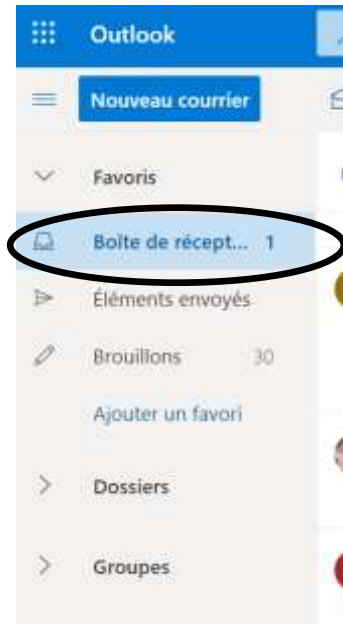 Outlook
Nouveau courrier
Favoris
Boîte de récept... 1
Éléments envoyés
Brouillons 30
Ajouter un favori
Dossiers
Groupes